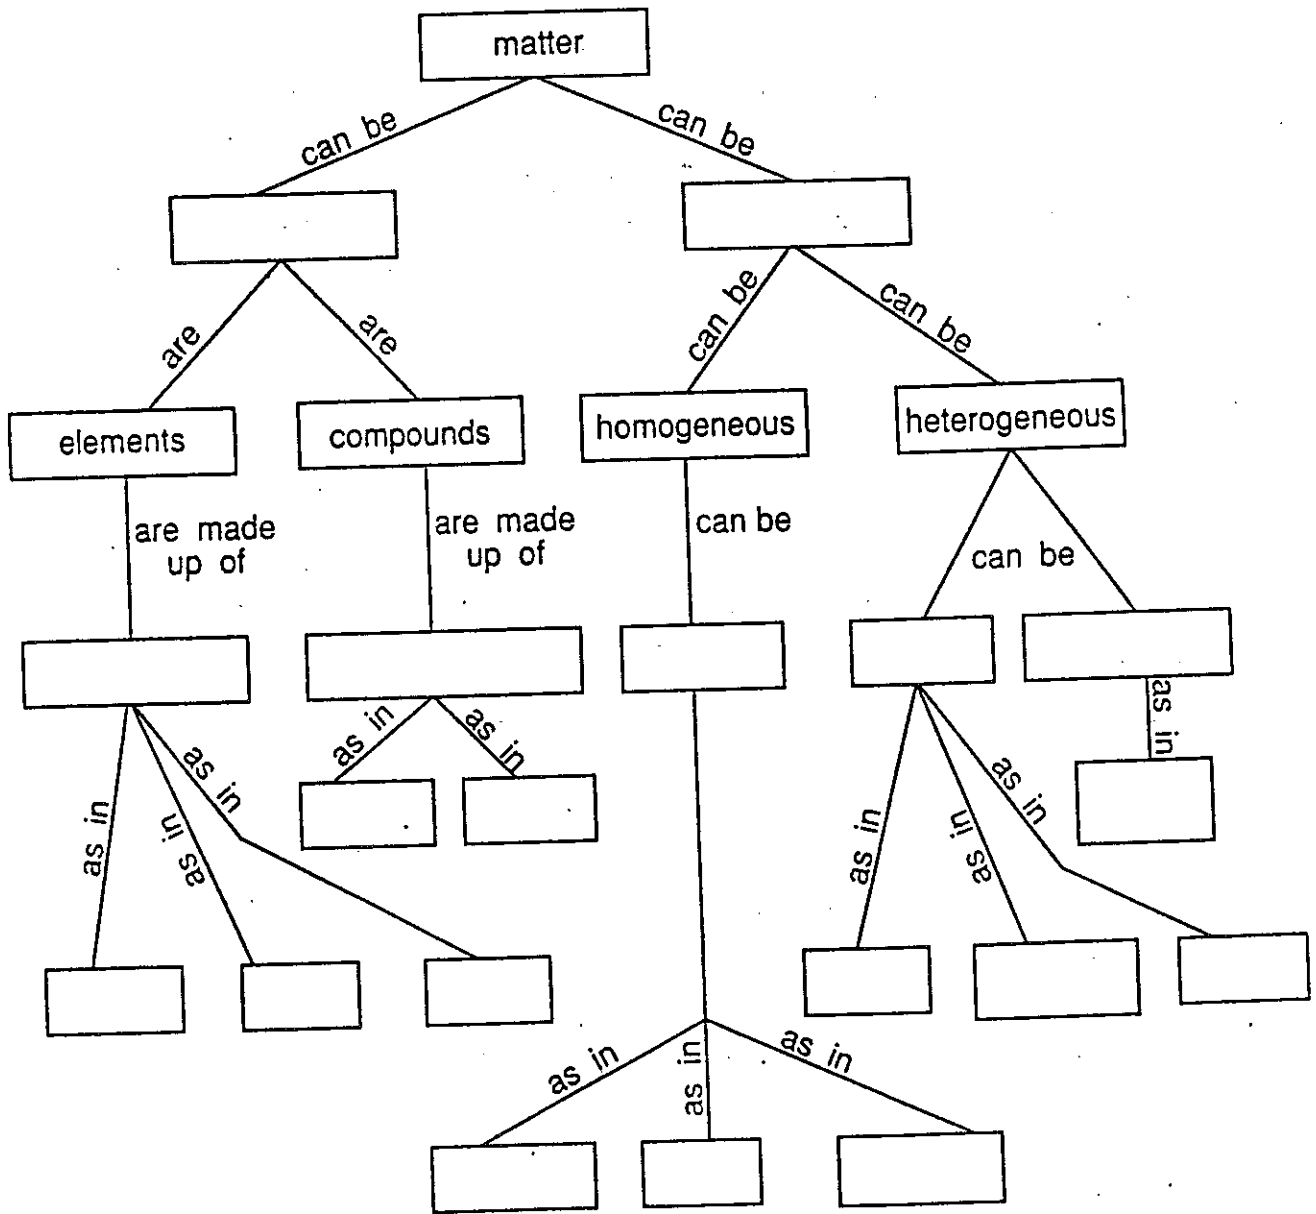 matter
can be
can be
are
are
can be
can be
elements
compounds
homogeneous
heterogeneous
are made
up of
are made
up of
can be
can be
as in
as in
as in
as in
as in
as in
as in
as in
as in
as in
as in
as in